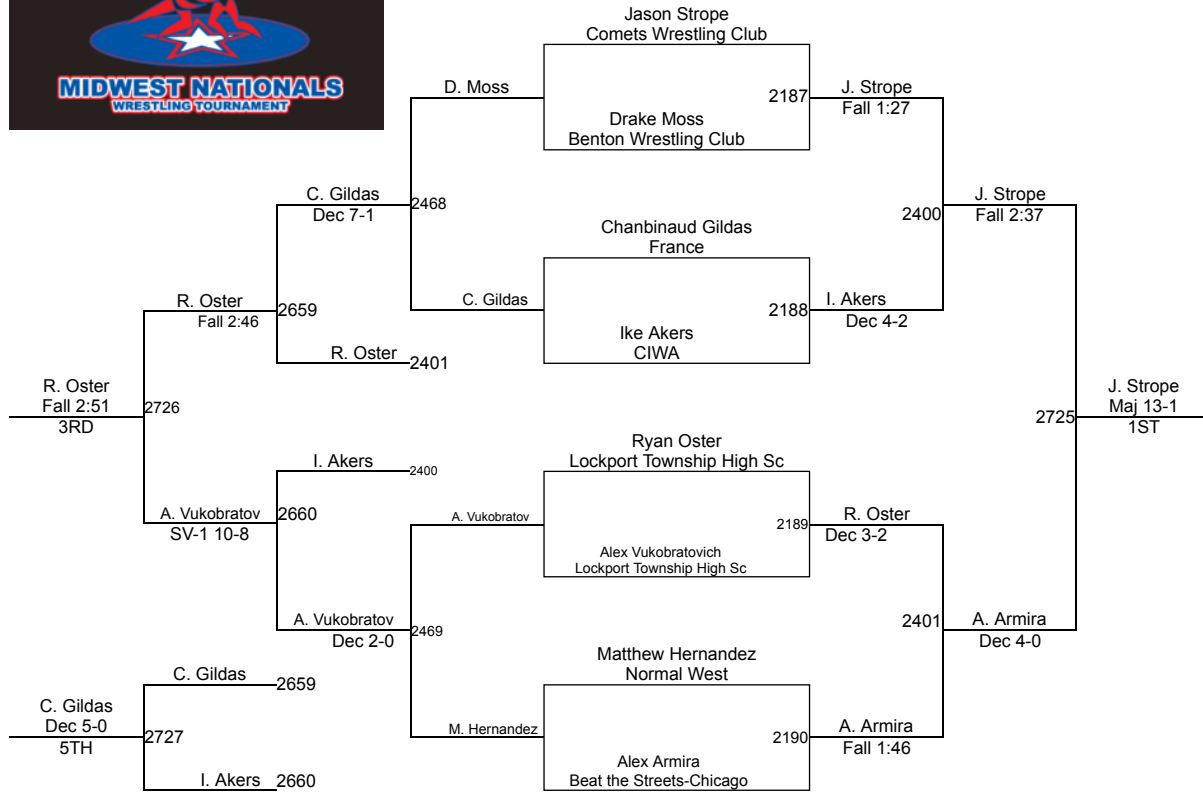 MIDWEST NATIONALS
WRESTLING TOURNAMENT
Jason Strope
Comets Wrestling Club
D. Moss
2187
J. Strope
Fall 1:27
Drake Moss
Benton Wrestling Club
C. Gildas
Dec 7-1
2468
2400
J. Strope
Fall 2:37
Chanbinaud Gildas
France
R. Oster
Fall 2:46
2659
C. Gildas
2188
I. Akers
Dec 4-2
Ike Akers
CIWA
R. Oster
2401
R. Oster
Fall 2:51
3RD
2726
2725
J. Strope
Maj 13-1
1ST
Ryan Oster
Lockport Township High Sc
I. Akers
2400
A. Vukobratov
SV-1 10-8
2660
A. Vukobratov
2189
R. Oster
Dec 3-2
Alex Vukobratovich
Lockport Township High Sc
A. Vukobratov
Dec 2-0
2469
2401
A. Armira
Dec 4-0
Matthew Hernandez
Normal West
C. Gildas
2659
C. Gildas
Dec 5-0
5TH
2727
M. Hernandez
2190
A. Armira
Fall 1:46
Alex Armira
Beat the Streets-Chicago
I. Akers
2660